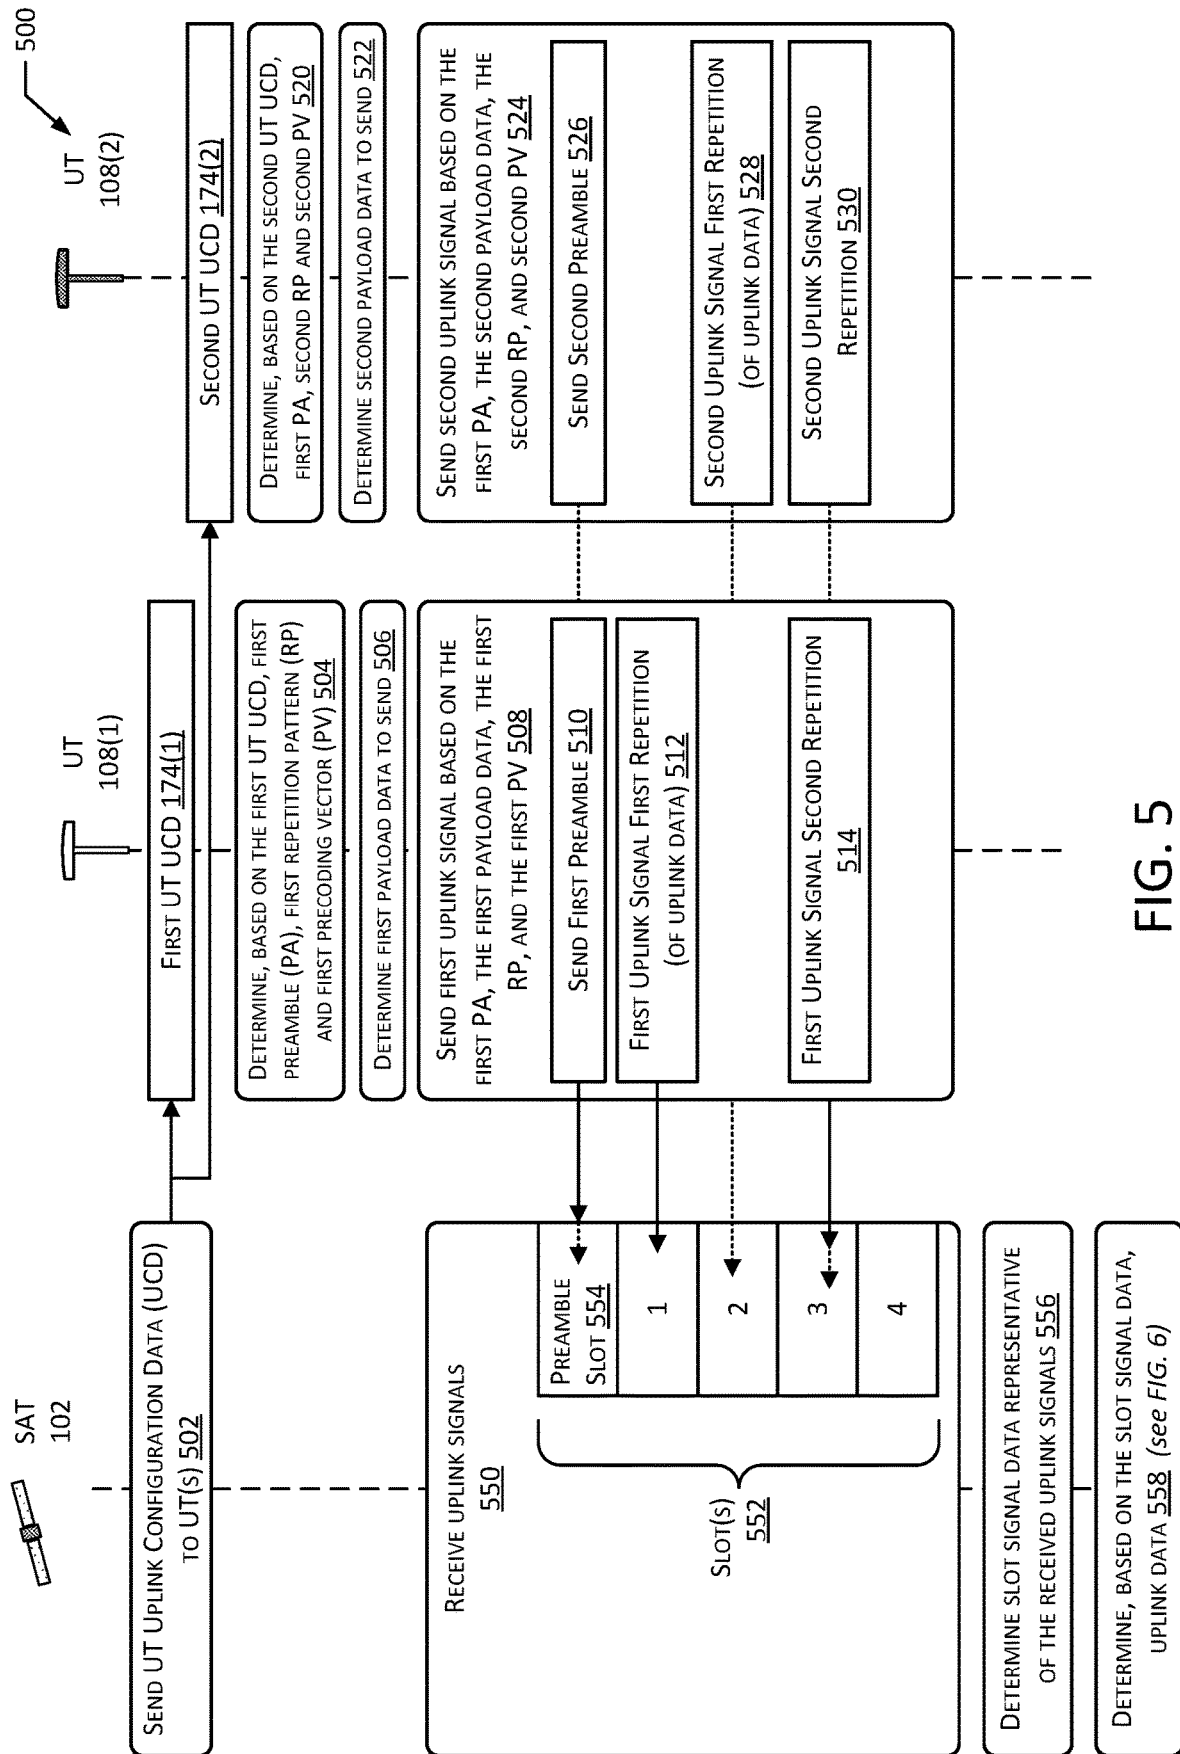 500
SAT
102
UT
108(1)
UT
108(2)
SEND UT UPLINK CONFIGURATION DATA (UCD)
TO UT(S) 502
FIRST UT UCD 174(1)
SECOND UT UCD 174(2)
DETERMINE, BASED ON THE FIRST UT UCD, FIRST
PREAMBLE (PA), FIRST REPETITION PATTERN (RP)
AND FIRST PRECODING VECTOR (PV) 504
DETERMINE FIRST PAYLOAD DATA TO SEND 506
DETERMINE, BASED ON THE SECOND UT UCD,
FIRST PA, SECOND RP AND SECOND PV 520
DETERMINE SECOND PAYLOAD DATA TO SEND 522
SEND FIRST UPLINK SIGNAL BASED ON THE
FIRST PA, THE FIRST PAYLOAD DATA, THE FIRST
RP, AND THE FIRST PV 508
SEND FIRST PREAMBLE 510
FIRST UPLINK SIGNAL FIRST REPETITION
(OF UPLINK DATA) 512
FIRST UPLINK SIGNAL SECOND REPETITION
514
SEND SECOND UPLINK SIGNAL BASED ON THE
FIRST PA, THE SECOND PAYLOAD DATA, THE
SECOND RP, AND SECOND PV 524
SEND SECOND PREAMBLE 526
SECOND UPLINK SIGNAL FIRST REPETITION
(OF UPLINK DATA) 528
SECOND UPLINK SIGNAL SECOND
REPETITION 530
RECEIVE UPLINK SIGNALS
550
SLOT(S)
552
PREAMBLE
SLOT 554
1
2
3
4
DETERMINE SLOT SIGNAL DATA REPRESENTATIVE
OF THE RECEIVED UPLINK SIGNALS 556
DETERMINE, BASED ON THE SLOT SIGNAL DATA,
UPLINK DATA 558 (see FIG. 6)
FIG. 5